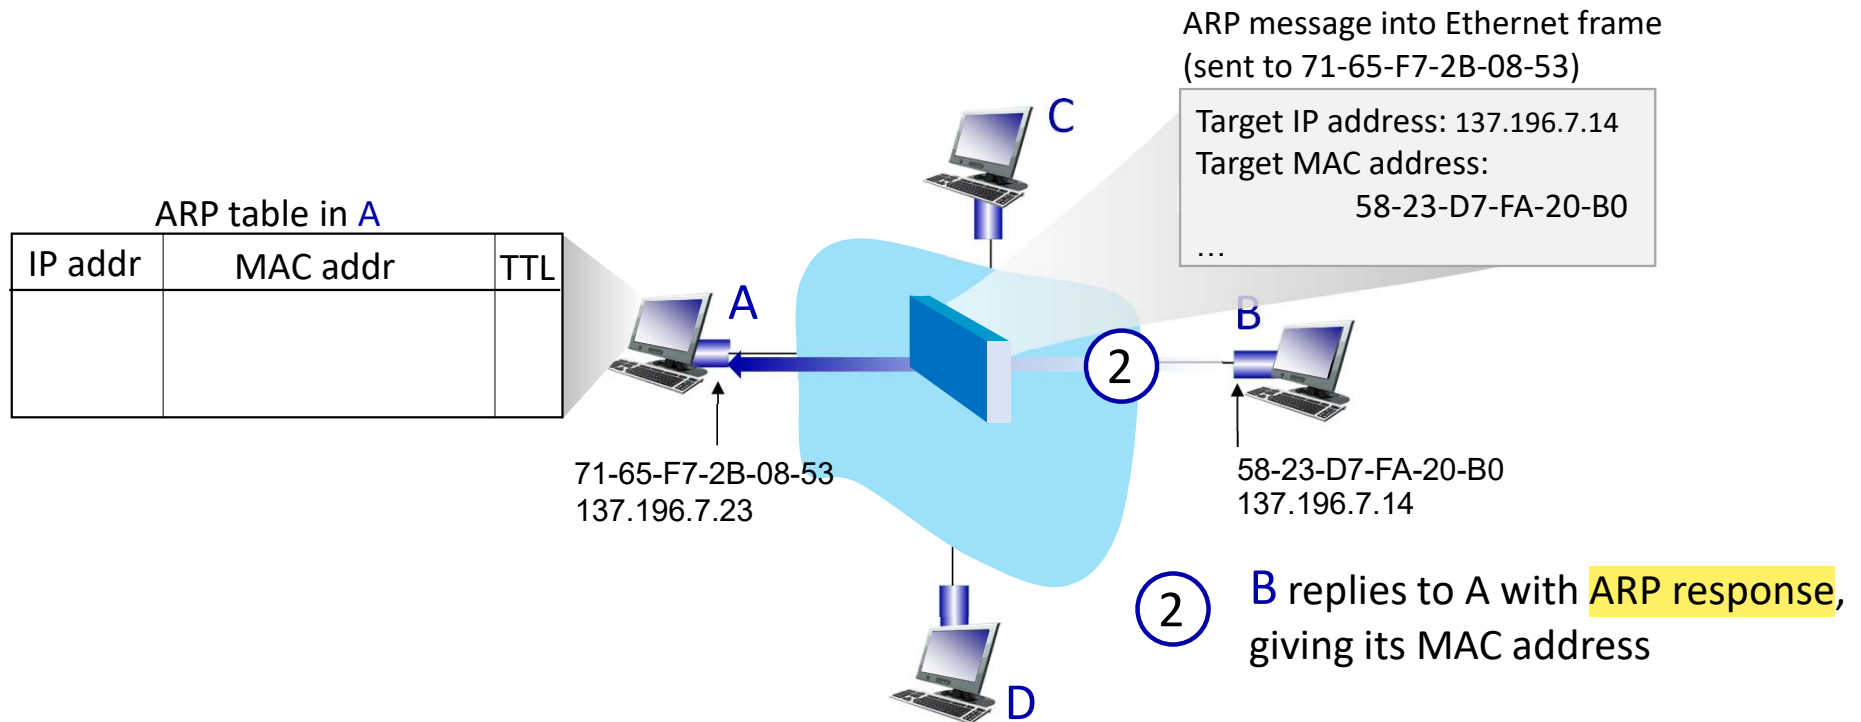 ARP message into Ethernet frame
(sent to 71-65-F7-2B-08-53)
Target IP address: 137.196.7.14
Target MAC address:
58-23-D7-FA-20-B0
...
C
ARP table in A
IP addr MAC addr TTL
A
B
2
71-65-F7-2B-08-53
137.196.7.23
58-23-D7-FA-20-B0
137.196.7.14
D
2 B replies to A with ARP response,
giving its MAC address